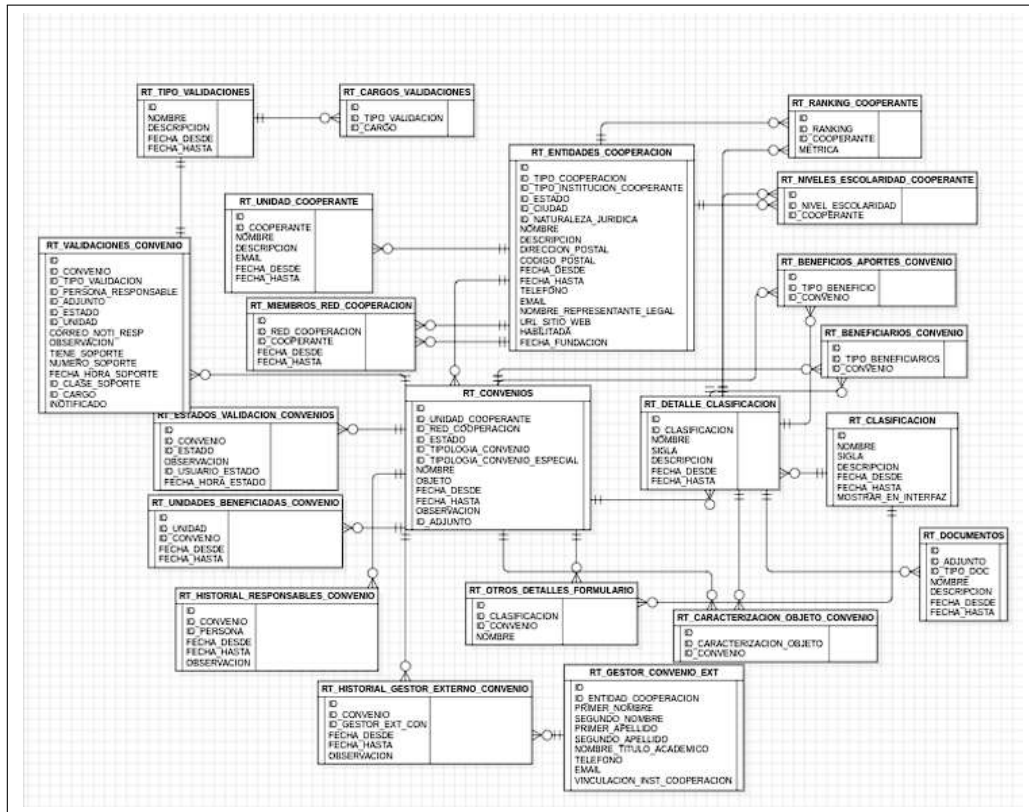 RT_TIPO_VALIDACIONES
ID
NOMBRE
DESCRIPCION
FECHA_DESDE
FECHA_HASTA
RT_CARGOS_VALIDACIONES
ID
ID_TIPO_VALIDACION
ID_CARGO
RT_RANKING_COOPERANTE
ID
ID_RANKING
ID_COOPERANTE
METRICA
RT_ENTIDADES_COOPERACION
ID
ID_TIPO_COOPERACION
ID_TIPO_INSTITUCION_COOPERANTE
ID_ESTADO
ID_CIUDAD
ID_NATURALEZA_JURIDICA
NOMBRE
DESCRIPCION
DIRECCION_POSTAL
CODIGO_POSTAL
FECHA_DESDE
FECHA_HASTA
TELEFONO
EMAIL
NOMBRE_REPRESENTANTE_LEGAL
URL_SITIO_WEB
HABILITADA
FECHA_FUNDACION
RT_NIVELES_ESCOLARIDAD_COOPERANTE
ID
ID_NIVEL_ESCOLARIDAD
ID_COOPERANTE
RT_UNIDAD_COOPERANTE
ID
ID_COOPERANTE
NOMBRE
DESCRIPCION
EMAIL
FECHA_DESDE
FECHA_HASTA
RT_VALIDACIONES_CONVENIO
ID
ID_CONVENIO
ID_TIPO_VALIDACION
ID_PERSONA_RESPONSABLE
ID_ADJUNTO
ID_ESTADO
ID_UNIDAD
CORREO_NOTI_RESP
OBSERVACION
TIENE_SOPORTE
NUMERO_SOPORTE
FECHA_HORA_SOPORTE
ID_CLASE_SOPORTE
ID_CARGO
INOTIFICADO
RT_BENEFICIOS_APORTES_CONVENIO
ID
ID_TIPO_BENEFICIO
ID_CONVENIO
RT_MIEMBROS_RED_COOPERACION
ID
ID_RED_COOPERACION
ID_COOPERANTE
FECHA_DESDE
FECHA_HASTA
RT_BENEFICIARIOS_CONVENIO
ID
ID_TIPO_BENEFICIARIOS
ID_CONVENIO
RT_CONVENIOS
ID
ID_UNIDAD_COOPERANTE
ID_RED_COOPERACION
ID_ESTADO
ID_TIPOLOGIA_CONVENIO
ID_TIPOLOGIA_CONVENIO_ESPECIAL
NOMBRE
OBJETO
FECHA_DESDE
FECHA_HASTA
OBSERVACION
ID_ADJUNTO
RT_DETALLE_CLASIFICACION
ID
ID_CLASIFICACION
NOMBRE
SIGLA
DESCRIPCION
FECHA_DESDE
FECHA_HASTA
RT_CLASIFICACION
ID
NOMBRE
SIGLA
DESCRIPCION
FECHA_DESDE
FECHA_HASTA
MOSTRAR_EN_INTERFAZ
RT_ESTADOS_VALIDACION_CONVENIOS
ID
ID_CONVENIO
ID_ESTADO
OBSERVACION
ID_USUARIO_ESTADO
FECHA_HORA_ESTADO
RT_UNIDADES_BENEFICIADAS_CONVENIO
ID
ID_UNIDAD
ID_CONVENIO
FECHA_DESDE
FECHA_HASTA
RT_DOCUMENTOS
ID
ID_ADJUNTO
ID_TIPO_DOC
NOMBRE
DESCRIPCION
FECHA_DESDE
FECHA_HASTA
RT_HISTORIAL_RESPONSABLES_CONVENIO
ID
ID_CONVENIO
ID_PERSONA
FECHA_DESDE
FECHA_HASTA
OBSERVACION
RT_OTROS_DETALLES_FORMULARIO
ID
ID_CLASIFICACION
ID_CONVENIO
NOMBRE
RT_CARACTERIZACION_OBJETO_CONVENIO
ID
ID_CARACTERIZACION_OBJETO
ID_CONVENIO
RT_HISTORIAL_GESTOR_EXTERNO_CONVENIO
ID
ID_CONVENIO
ID_GESTOR_EXT_CON
FECHA_DESDE
FECHA_HASTA
OBSERVACION
RT_GESTOR_CONVENIO_EXT
ID
ID_ENTIDAD_COOPERACION
PRIMER_NOMBRE
SEGUNDO_NOMBRE
PRIMER_APELLIDO
SEGUNDO_APELLIDO
NOMBRE_TITULO_ACADEMICO
TELEFONO
EMAIL
VINCULACION_INST_COOPERACION